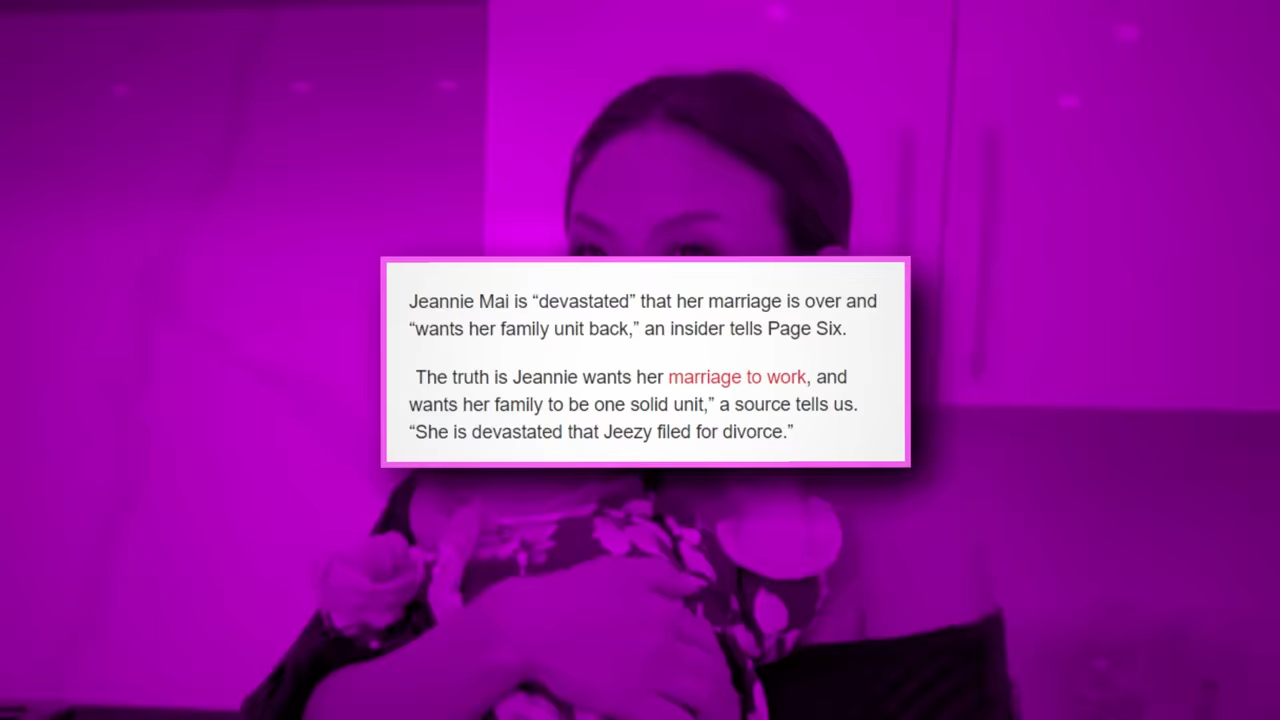 Jeannie Mai is “devastated” that her marriage is over and
“wants her family unit back,” an insider tells Page Six.
The truth is Jeannie wants her marriage to work, and
wants her family to be one solid unit,” a source tells us.
“She is devastated that Jeezy filed for divorce.”